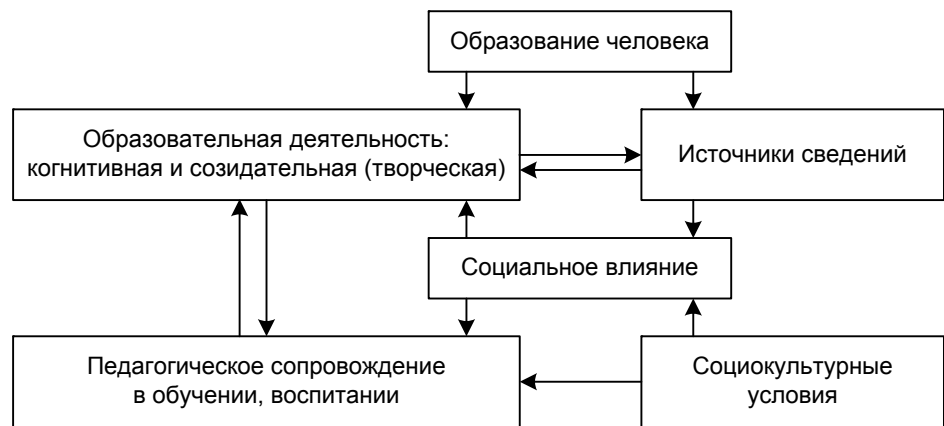 Образование человека
Образовательная деятельность:
когнитивная и созидательная (творческая)
Источники сведений
Социальное влияние
Педагогическое сопровождение
в обучении, воспитании
Социокультурные
условия